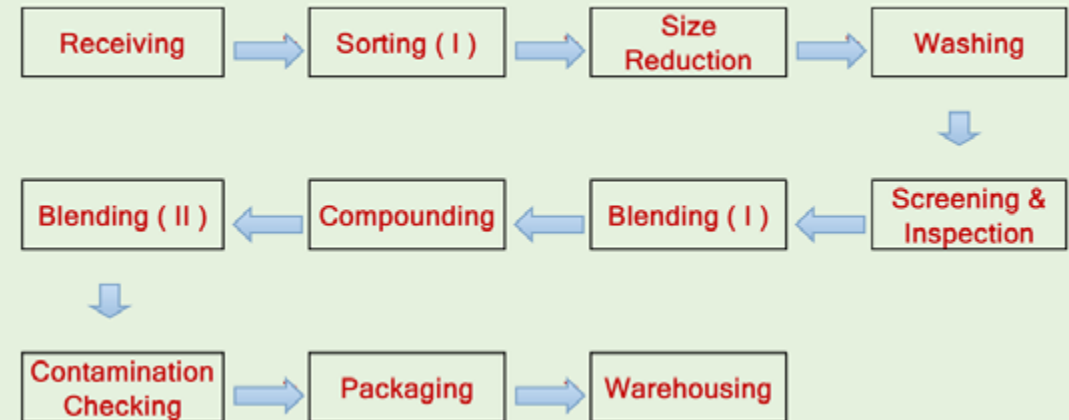 Receiving
Sorting ( I )
Size
Reduction
Washing
Screening &
Inspection
Blending ( I )
Compounding
Blending ( II )
Contamination
Checking
Packaging
Warehousing